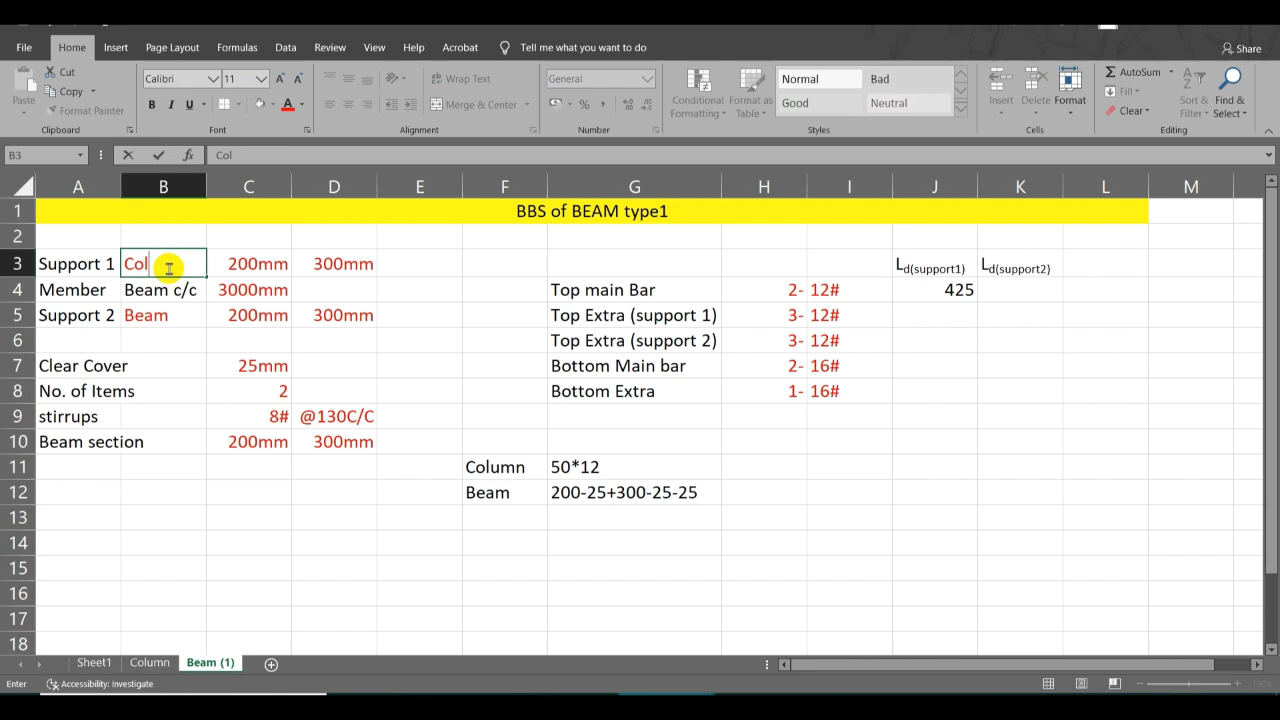 File Home Insert Page Layout Formulas Data Review View Help Acrobat Tell me what you want to do Share
Paste Cut Copy Format Painter Clipboard
Calibri 11 A A B I U A Font
Wrap Text Merge & Center Alignment
General % , Number
Conditional Formatting Format as Table Normal Bad Good Neutral Styles
Insert Delete Format Cells
AutoSum Fill Clear Sort & Filter Find & Select Editing
B3 fx Col
A B C D E F G H I J K L M
1 BBS of BEAM type1
2
3 Support 1 Col 200mm 300mm Ld(support1) Ld(support2)
4 Member Beam c/c 3000mm Top main Bar 2- 12# 425
5 Support 2 Beam 200mm 300mm Top Extra (support 1) 3- 12#
6 Top Extra (support 2) 3- 12#
7 Clear Cover 25mm Bottom Main bar 2- 16#
8 No. of Items 2 Bottom Extra 1- 16#
9 stirrups 8# @130C/C
10 Beam section 200mm 300mm
11 Column 50*12
12 Beam 200-25+300-25-25
13
14
15
16
17
18
Sheet1 Column Beam (1)
Enter Accessibility: Investigate